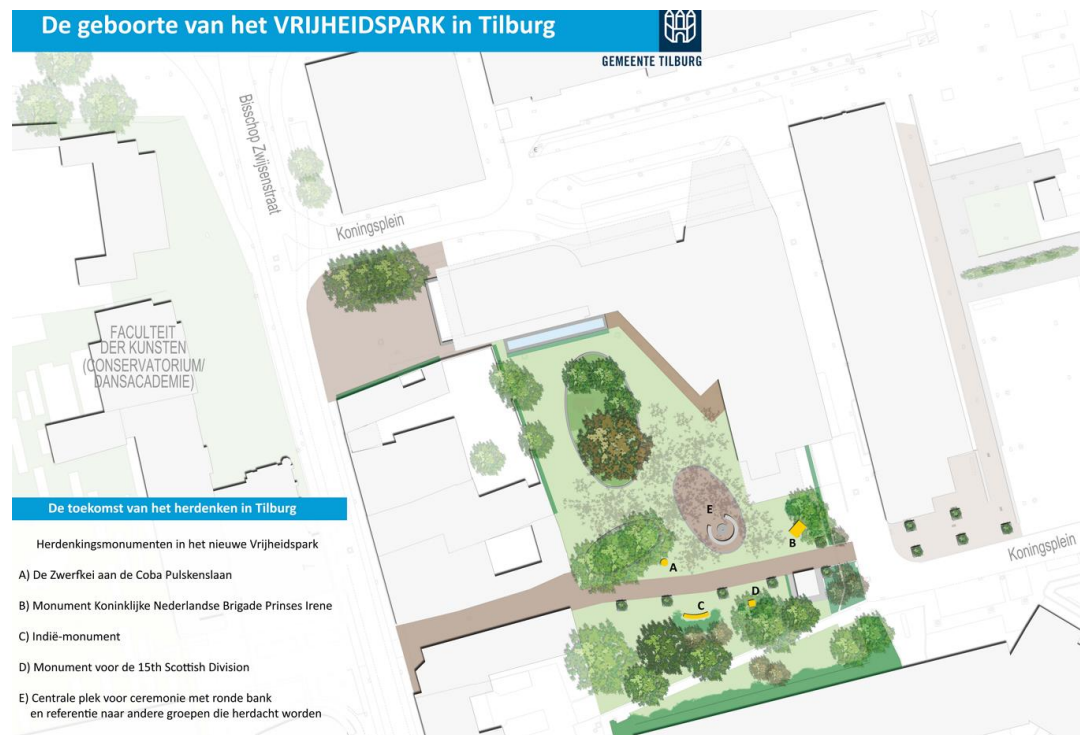 De geboorte van het VRIJHEIDSPARK in Tilburg
GEMEENTE TILBURG
Bisschop Zwijsenstraat
Koningsplein
FACULTEIT
DER KUNSTEN
(CONSERVATORIUM/
DANSACADEMIE)
E
B
A
D
C
Koningsplein
De toekomst van het herdenken in Tilburg
Herdenkingsmonumenten in het nieuwe Vrijheidspark
A) De Zwerfkei aan de Coba Pulskenslaan
B) Monument Koninklijke Nederlandse Brigade Prinses Irene
C) Indië-monument
D) Monument voor de 15th Scottish Division
E) Centrale plek voor ceremonie met ronde bank
en referentie naar andere groepen die herdacht worden